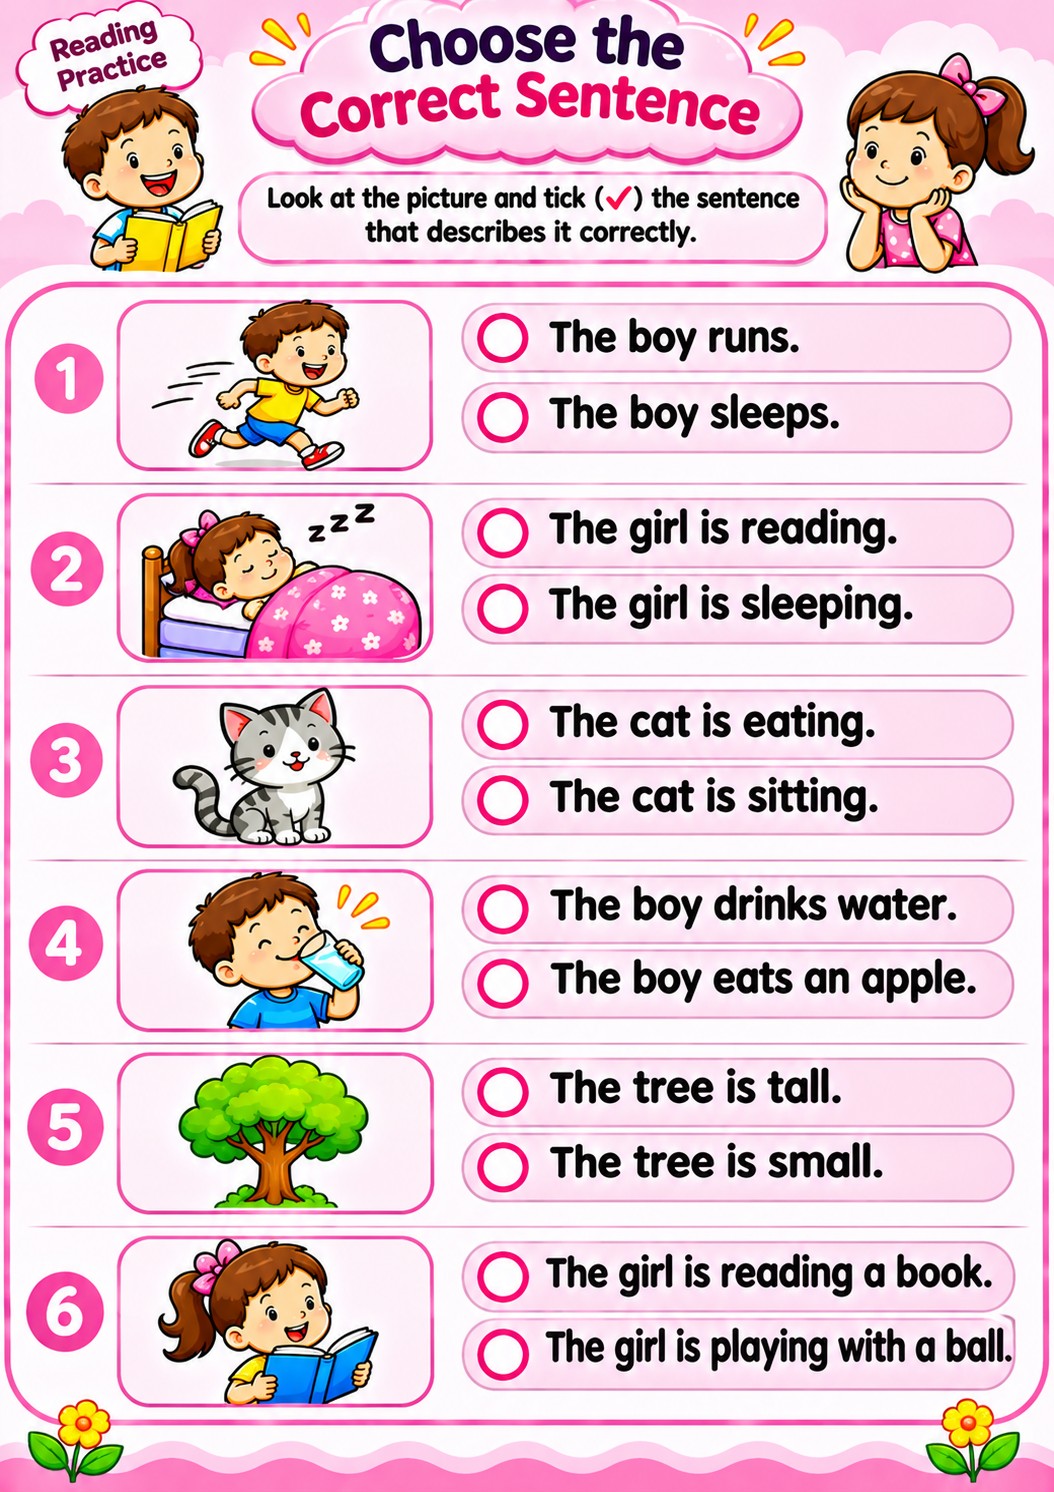 Reading
Practice
Choose the
Correct Sentence
Look at the picture and tick (✓) the sentence
that describes it correctly.
1
The boy runs.
The boy sleeps.
2
z z z
The girl is reading.
The girl is sleeping.
3
The cat is eating.
The cat is sitting.
4
The boy drinks water.
The boy eats an apple.
5
The tree is tall.
The tree is small.
6
The girl is reading a book.
The girl is playing with a ball.